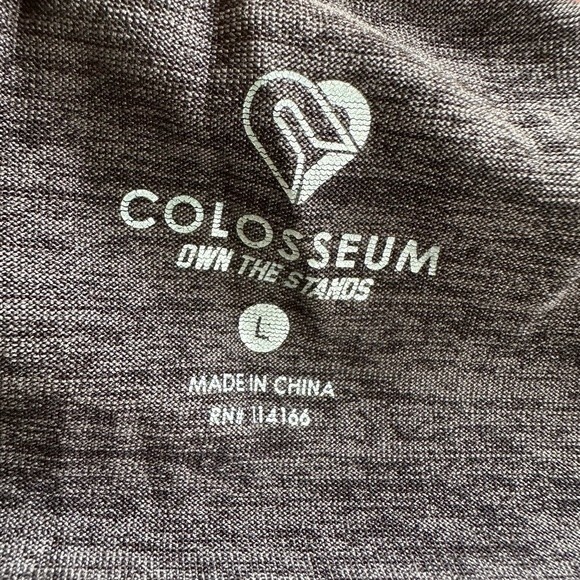 COLOSSEUM
OWN THE STANDS
L
MADE IN CHINA
RN# 114166